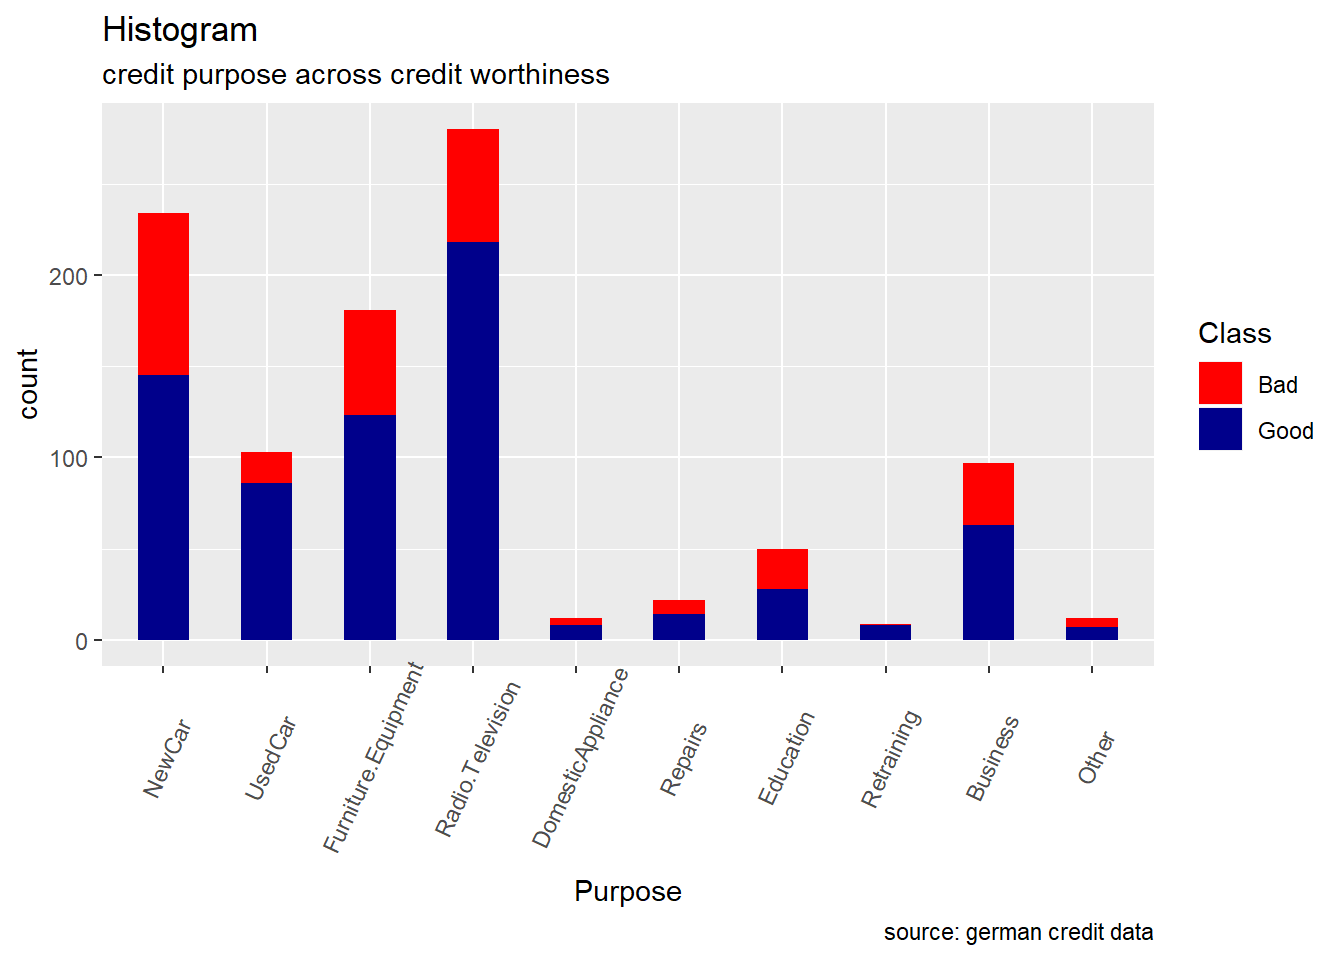 Histogram
credit purpose across credit worthiness
count
200
100
0
Class
Bad
Good
NewCar
UsedCar
Furniture.Equipment
Radio.Television
DomesticAppliance
Repairs
Education
Retraining
Business
Other
Purpose
source: german credit data